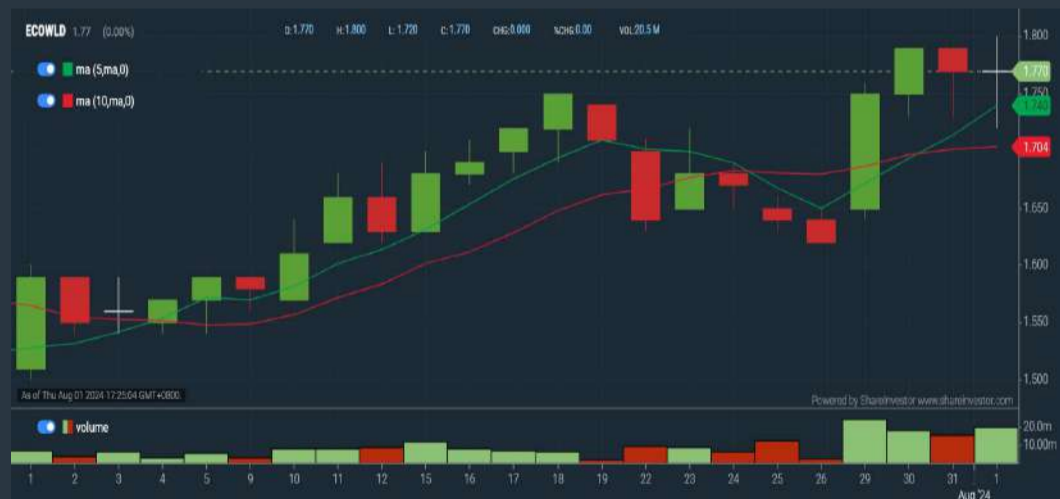 ECOWLD 1.77 (0.00%) O:1.770 H:1.800 L:1.720 C:1.770 CHG:0.000 %CHG:0.00 VOL:20.5 M
ma (5,ma,0)
ma (10,ma,0)
1.800
1.770
1.750
1.740
1.704
1.650
1.600
1.550
1.500
As of Thu Aug 01 2024 17:25:04 GMT+0800.
Powered by ShareInvestor www.shareinvestor.com
volume
20.0m
10.00m
1 2 3 4 5 9 10 11 12 15 16 17 18 19 22 23 24 25 26 29 30 31 1
Aug '24